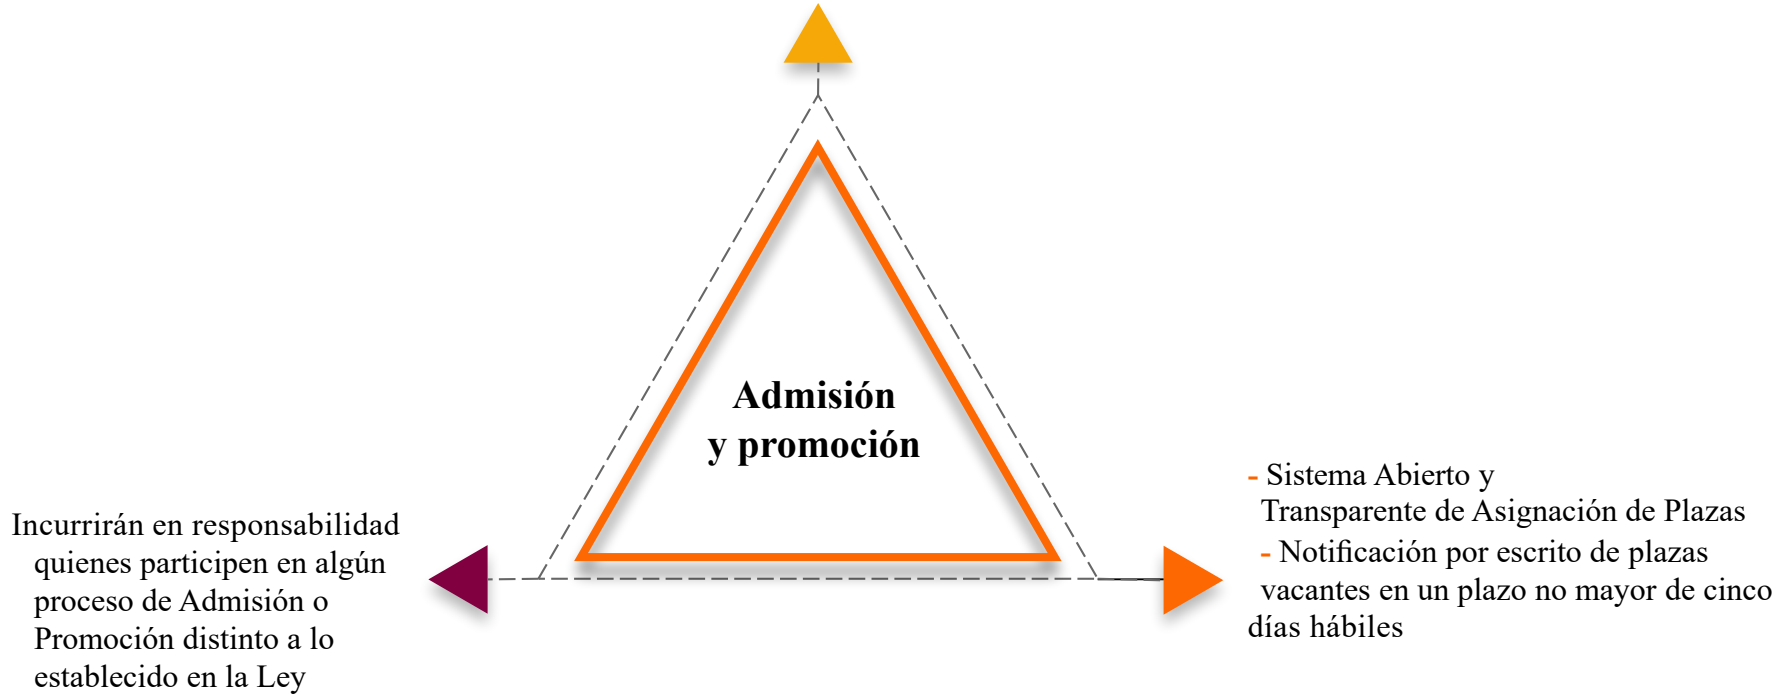 Admisión
y promoción
Incurrirán en responsabilidad
quienes participen en algún
proceso de Admisión o
Promoción distinto a lo
establecido en la Ley
- Sistema Abierto y
Transparente de Asignación de Plazas
- Notificación por escrito de plazas
vacantes en un plazo no mayor de cinco
días hábiles